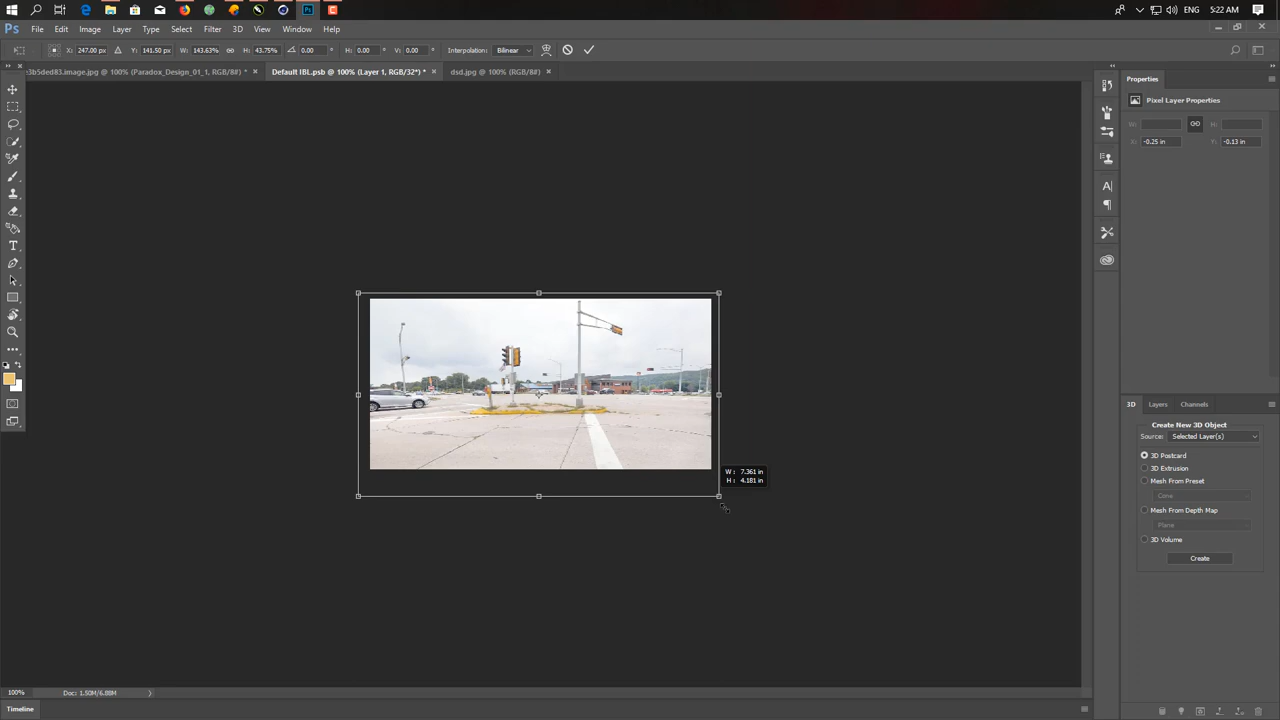 ENG
5:22 AM
Ps
File Edit Image Layer Type Select Filter 3D View Window Help
X: 247.00 px Y: 141.50 px W: 143.63% H: 43.75% 0.00 ° H: 0.00 ° V: 0.00 ° Interpolation: Bilinear
e3b5ded83.image.jpg @ 100% (Paradox_Design_01_1, RGB/8#) * × Default IBL.psb @ 100% (Layer 1, RGB/32*) * × dsd.jpg @ 100% (RGB/8#) ×
Properties
Pixel Layer Properties
W: H:
X: -0.25 in Y: -0.13 in
W: 7.361 in
H: 4.181 in
3D Layers Channels
Create New 3D Object
Source: Selected Layer(s)
3D Postcard
3D Extrusion
Mesh From Preset
Cone
Mesh From Depth Map
Plane
3D Volume
Create
100% Doc: 1.50M/6.88M
Timeline